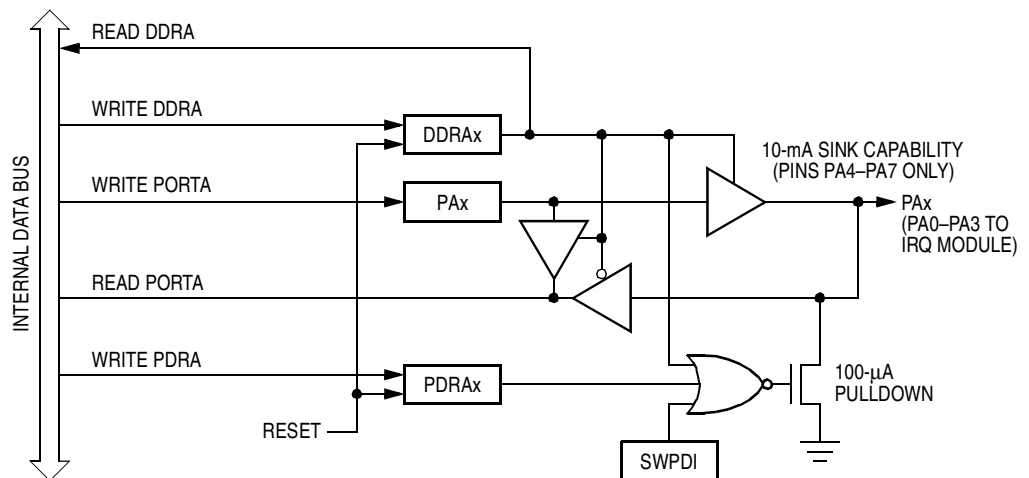 READ DDRA
WRITE DDRA
DDRAx
10-mA SINK CAPABILITY
(PINS PA4–PA7 ONLY)
WRITE PORTA
PAx
PAx
(PA0–PA3 TO
IRQ MODULE)
INTERNAL DATA BUS
READ PORTA
WRITE PDRA
PDRAx
100-μA
PULLDOWN
RESET
SWPDI